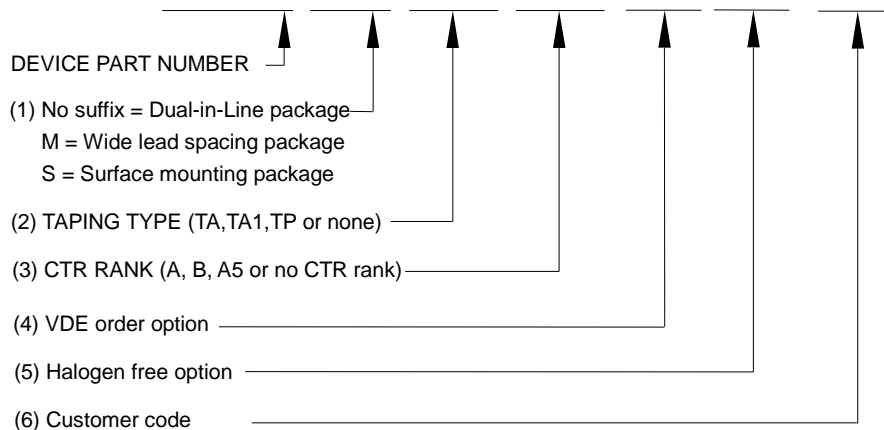 DEVICE PART NUMBER
(1) No suffix = Dual-in-Line package
M = Wide lead spacing package
S = Surface mounting package
(2) TAPING TYPE (TA,TA1,TP or none)
(3) CTR RANK (A, B, A5 or no CTR rank)
(4) VDE order option
(5) Halogen free option
(6) Customer code